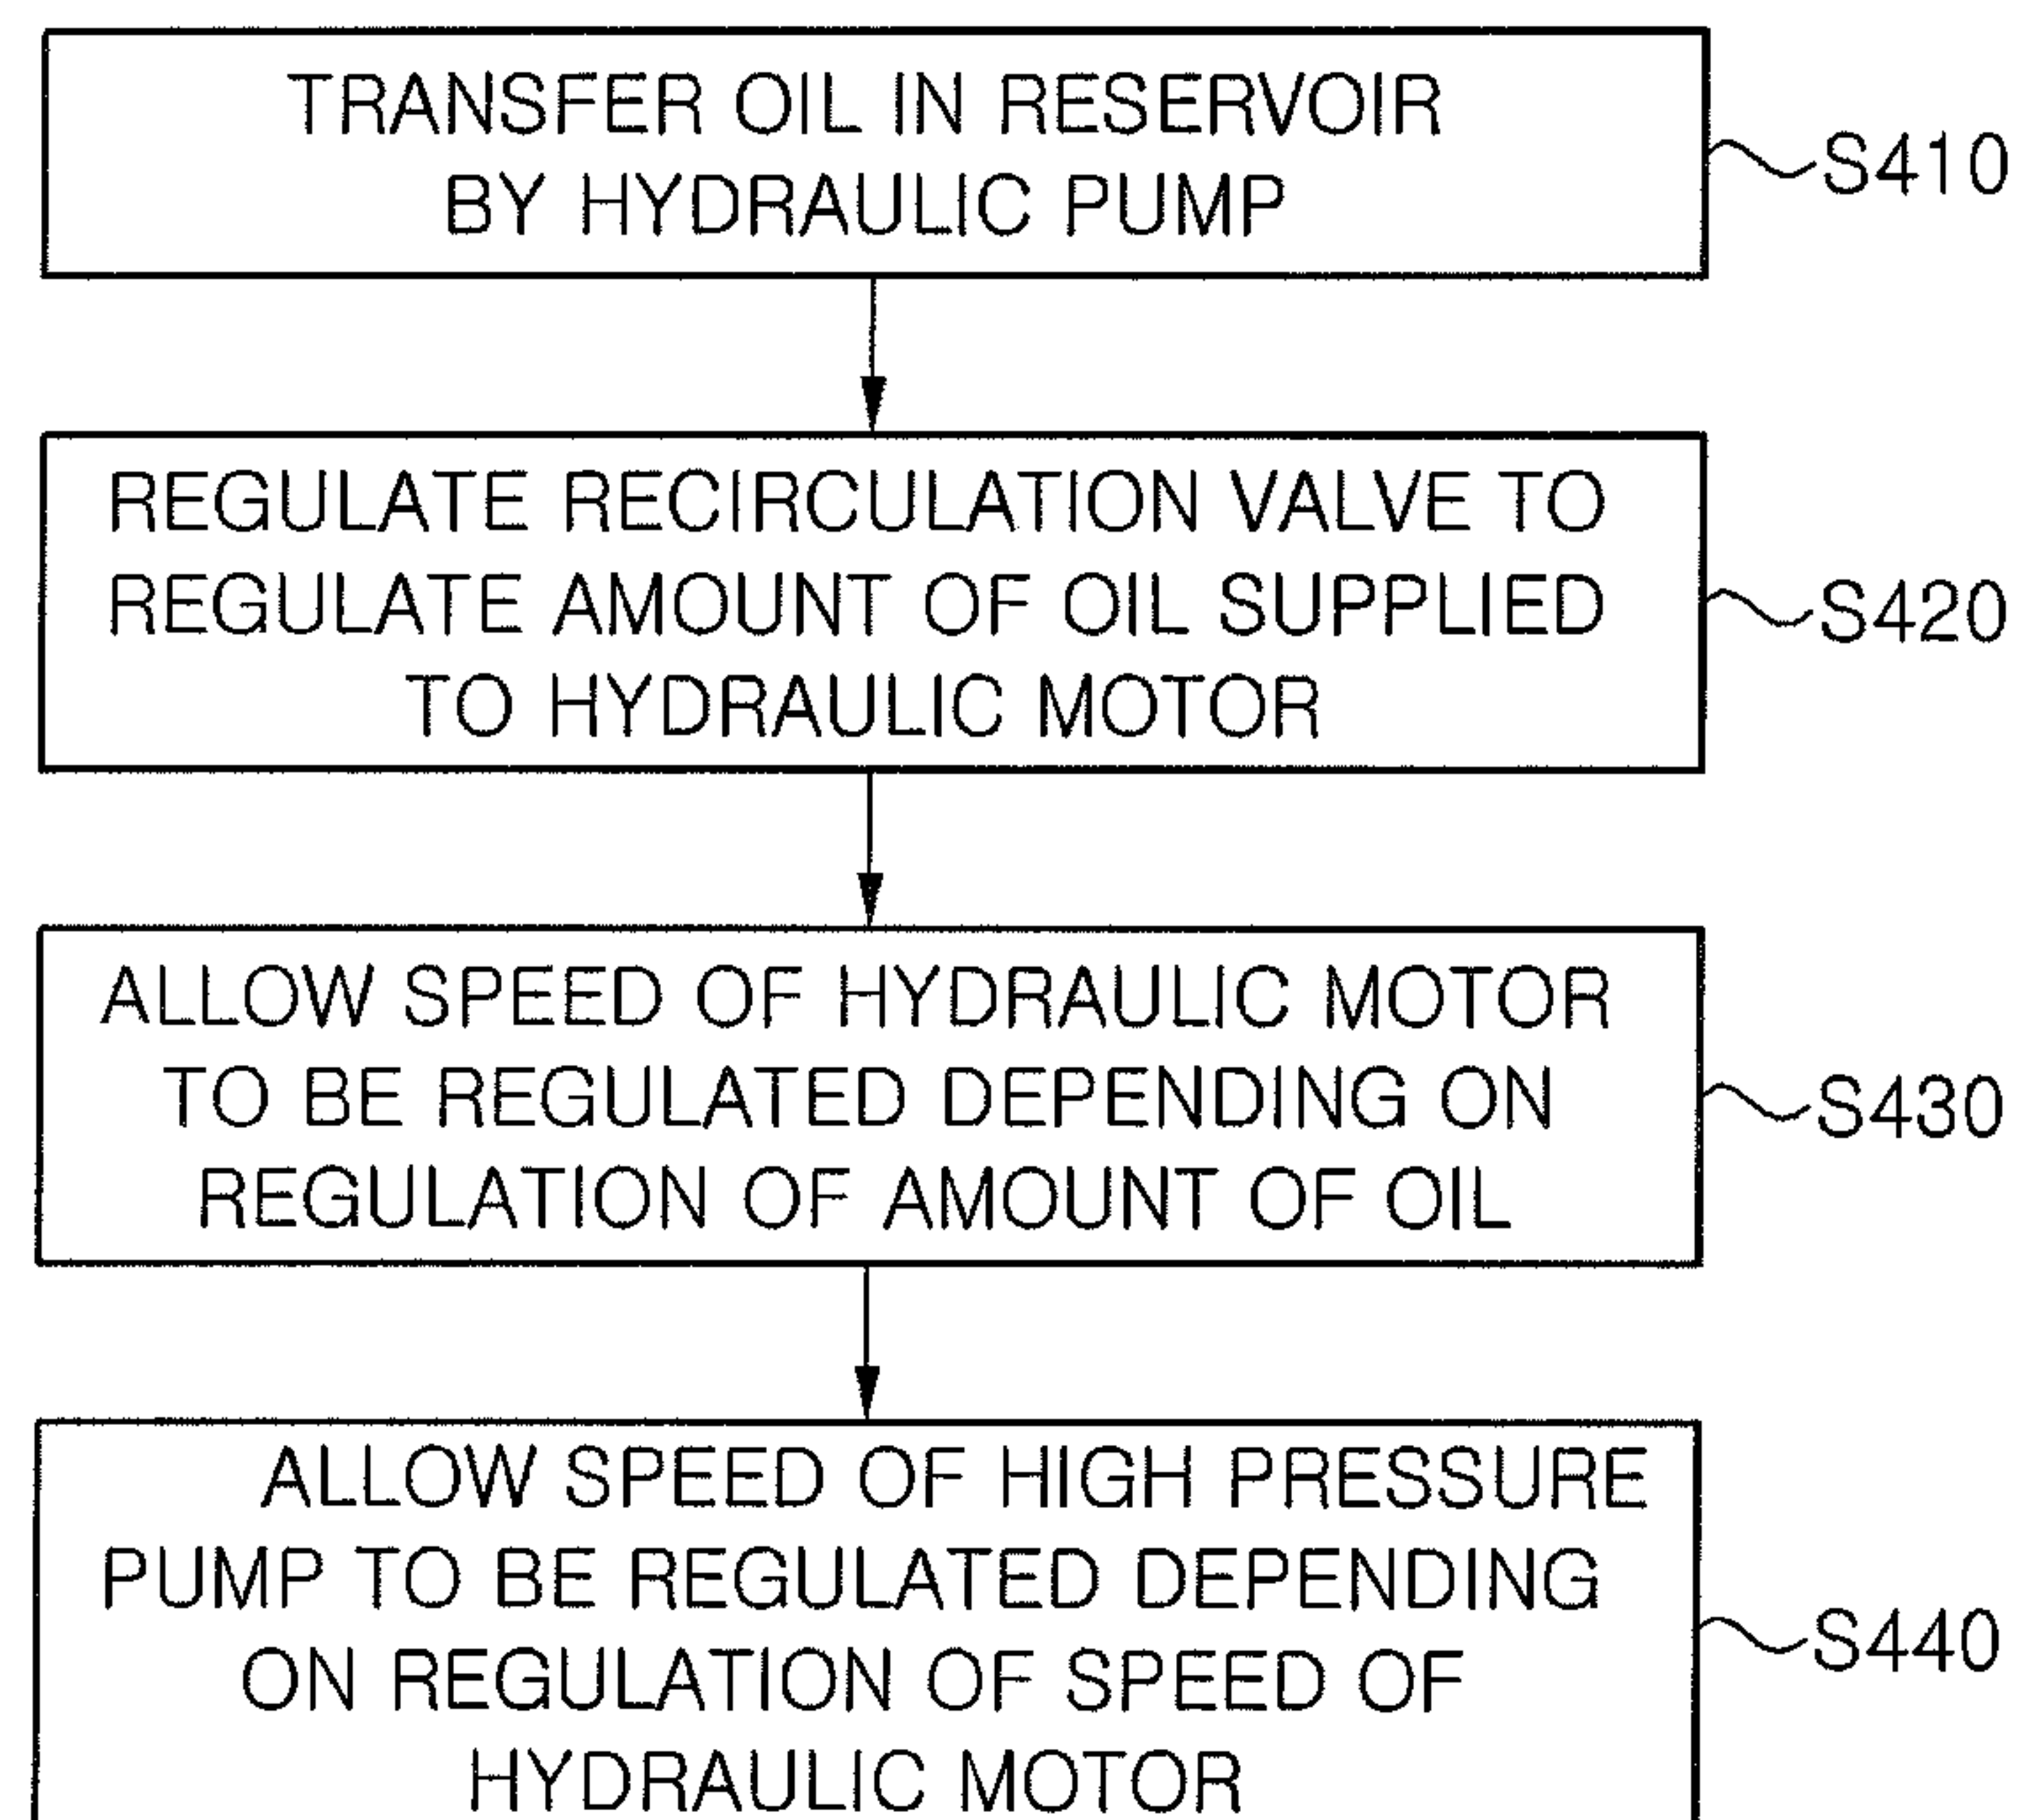 TRANSFER OIL IN RESERVOIR
BY HYDRAULIC PUMP
S410
REGULATE RECIRCULATION VALVE TO
REGULATE AMOUNT OF OIL SUPPLIED
TO HYDRAULIC MOTOR
S420
ALLOW SPEED OF HYDRAULIC MOTOR
TO BE REGULATED DEPENDING ON
REGULATION OF AMOUNT OF OIL
S430
ALLOW SPEED OF HIGH PRESSURE
PUMP TO BE REGULATED DEPENDING
ON REGULATION OF SPEED OF
HYDRAULIC MOTOR
S440